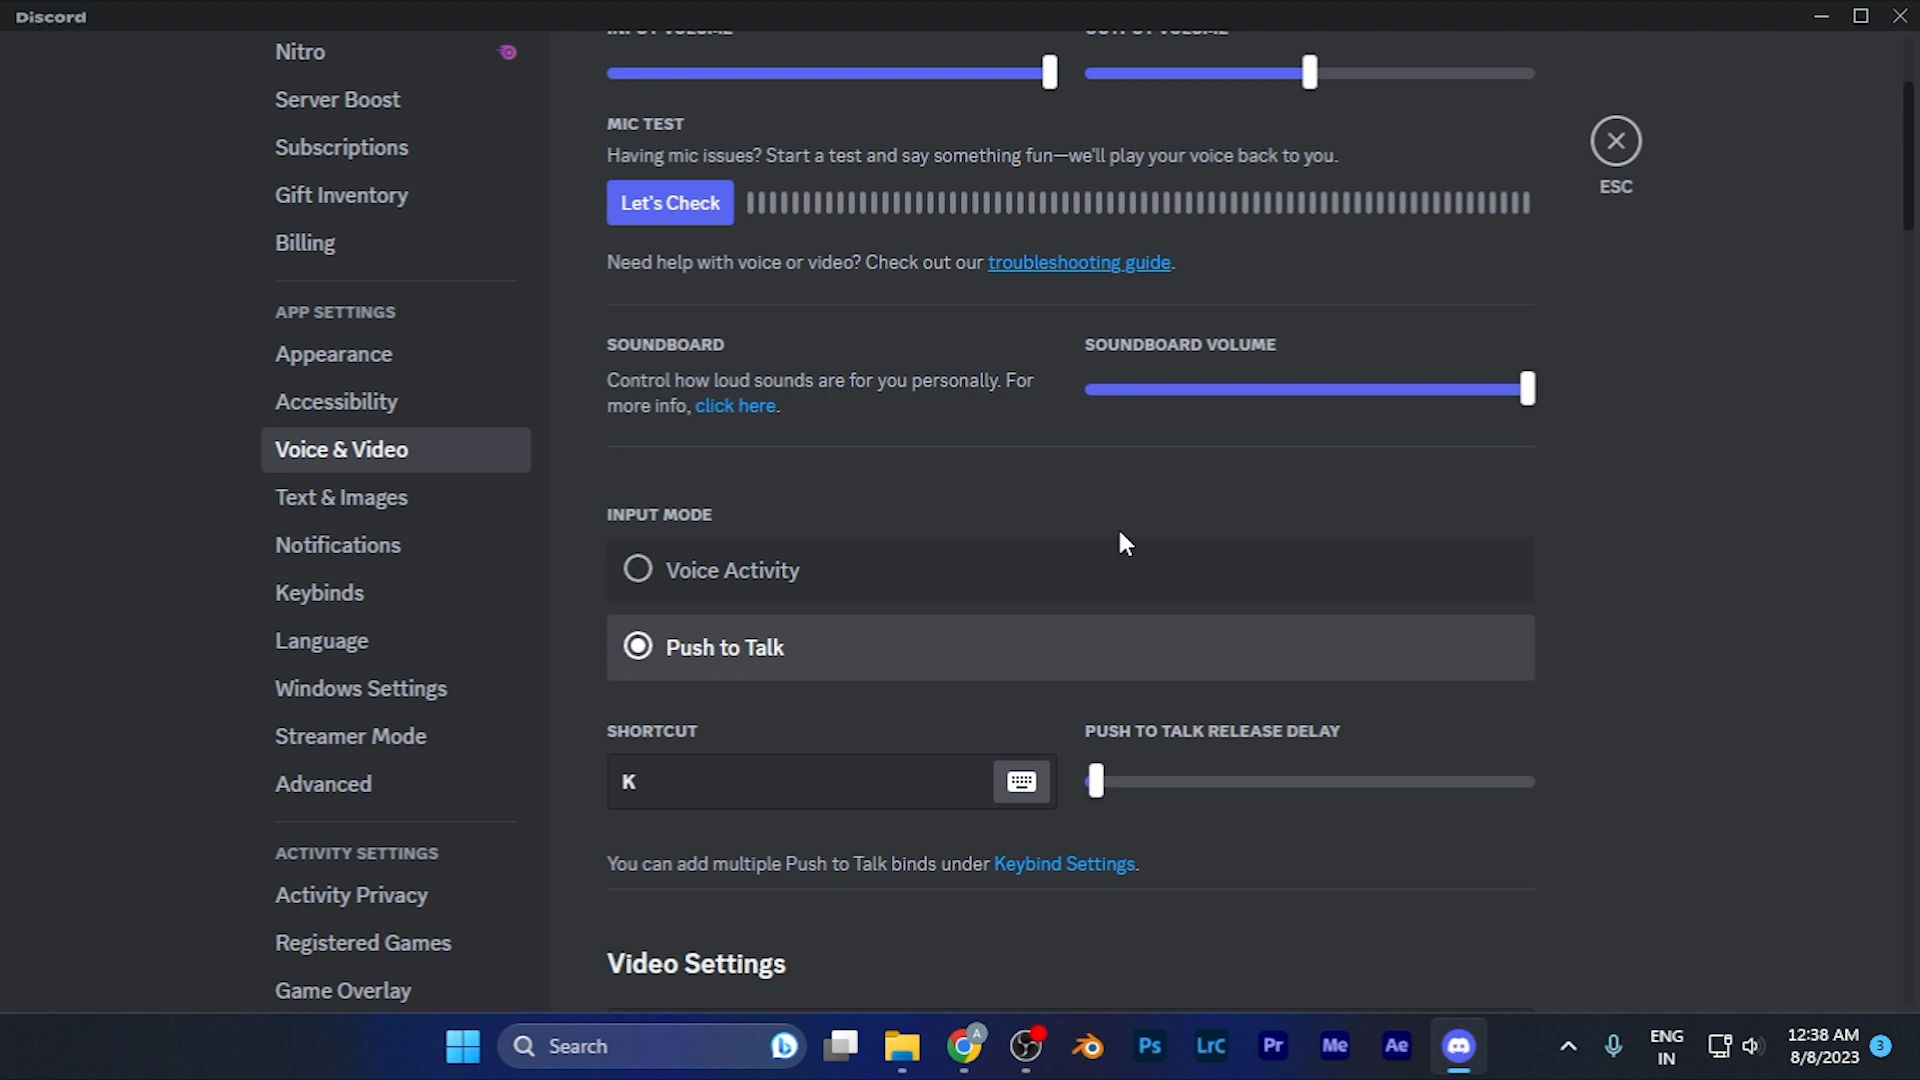 Discord
Nitro
Server Boost
Subscriptions
Gift Inventory
Billing
APP SETTINGS
Appearance
Accessibility
Voice & Video
Text & Images
Notifications
Keybinds
Language
Windows Settings
Streamer Mode
Advanced
ACTIVITY SETTINGS
Activity Privacy
Registered Games
Game Overlay
INPUT VOLUME
OUTPUT VOLUME
MIC TEST
Having mic issues? Start a test and say something fun—we'll play your voice back to you.
Let's Check
Need help with voice or video? Check out our troubleshooting guide.
SOUNDBOARD
Control how loud sounds are for you personally. For
more info, click here.
SOUNDBOARD VOLUME
INPUT MODE
Voice Activity
Push to Talk
SHORTCUT
K
PUSH TO TALK RELEASE DELAY
You can add multiple Push to Talk binds under Keybind Settings.
Video Settings
ESC
Search
A
Ps
LrC
Pr
Me
Ae
ENG
IN
12:38 AM
8/8/2023
3